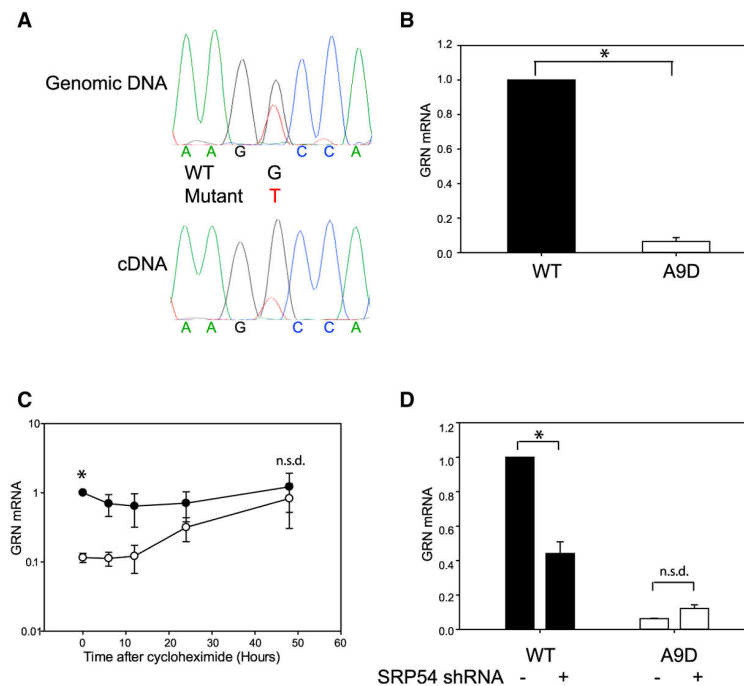 A
Genomic DNA
A A G C C A
WT G
Mutant T
cDNA
A A G C C A
B
GRN mRNA
1.2
1.0
0.8
0.6
0.4
0.2
0.0
*
WT A9D
C
GRN mRNA
10
1
0.1
0.01
*
n.s.d.
0 10 20 30 40 50 60
Time after cycloheximide (Hours)
D
GRN mRNA
1.2
1.0
0.8
0.6
0.4
0.2
0.0
*
n.s.d.
WT A9D
SRP54 shRNA - + - +